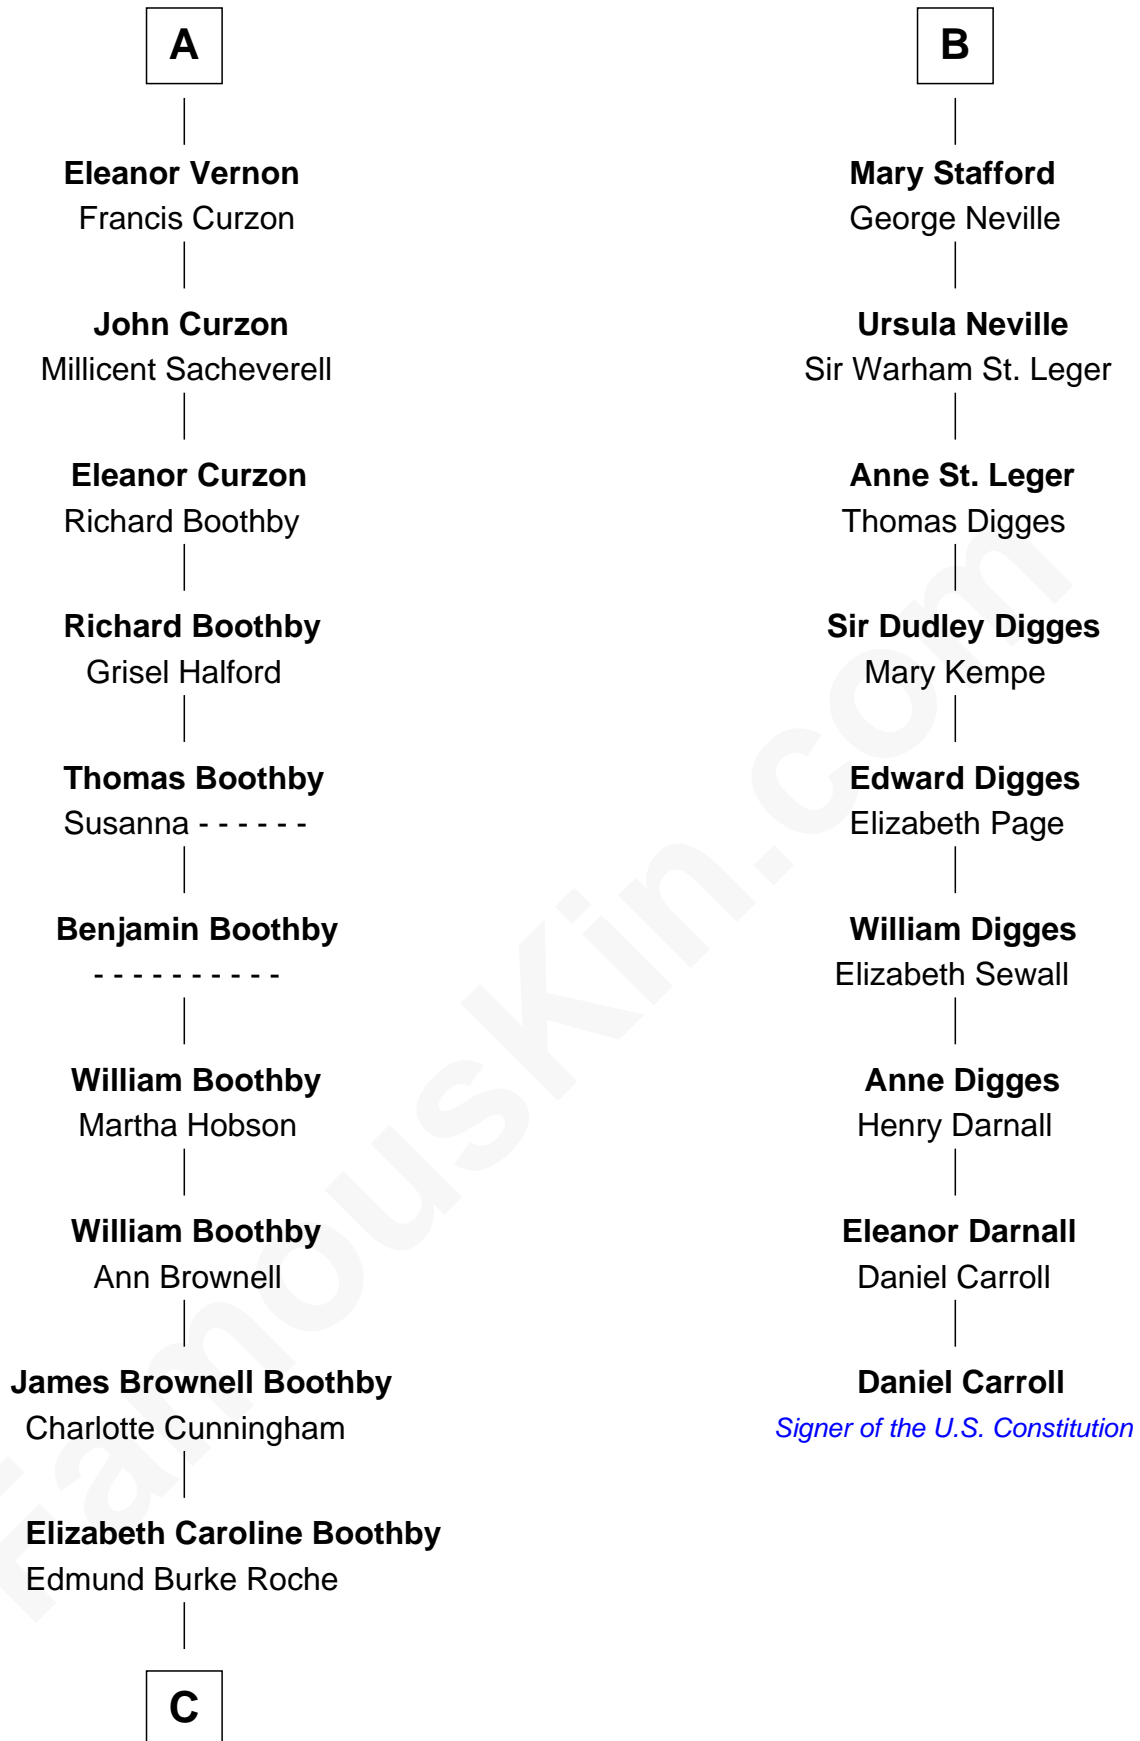 A
Eleanor Vernon
Francis Curzon
John Curzon
Millicent Sacheverell
Eleanor Curzon
Richard Boothby
Richard Boothby
Grisel Halford
Thomas Boothby
Susanna - - - - - -
Benjamin Boothby
- - - - - - - - - -
William Boothby
Martha Hobson
William Boothby
Ann Brownell
James Brownell Boothby
Charlotte Cunningham
Elizabeth Caroline Boothby
Edmund Burke Roche
C
B
Mary Stafford
George Neville
Ursula Neville
Sir Warham St. Leger
Anne St. Leger
Thomas Digges
Sir Dudley Digges
Mary Kempe
Edward Digges
Elizabeth Page
William Digges
Elizabeth Sewall
Anne Digges
Henry Darnall
Eleanor Darnall
Daniel Carroll
Daniel Carroll
Signer of the U.S. Constitution
FamousKin.com